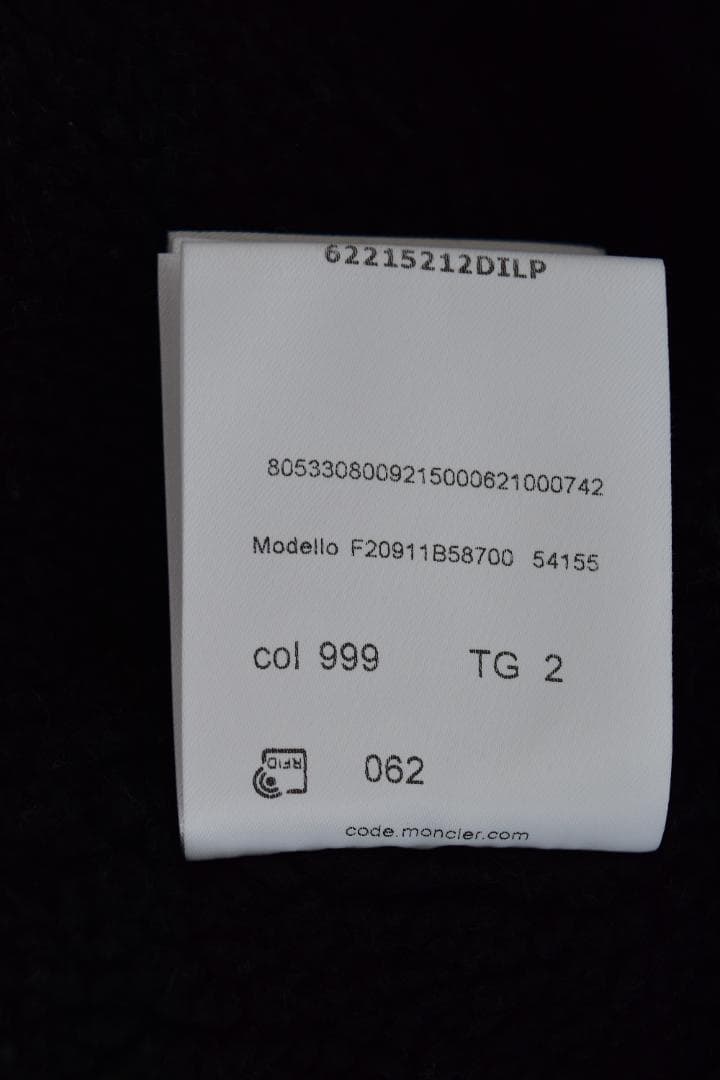 62215212DILP
8053308009215000621000742
Modello F20911B58700 54155
col 999 TG 2
RFID 062
code.moncler.com